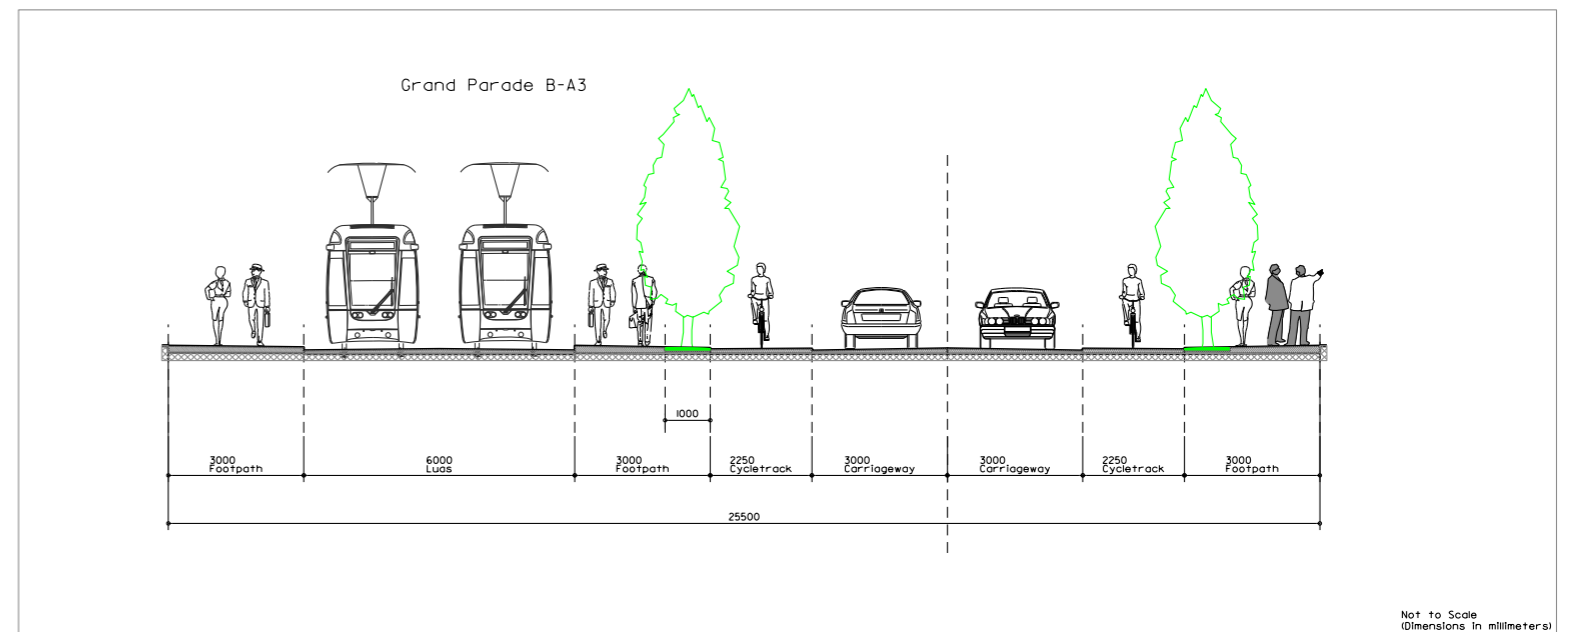 Grand Parade B-A3
1000
3000
Footpath
6000
Luas
3000
Footpath
2250
Cycletrack
3000
Carriageway
3000
Carriageway
2250
Cycletrack
3000
Footpath
25500
Not to Scale
(Dimensions in millimeters)